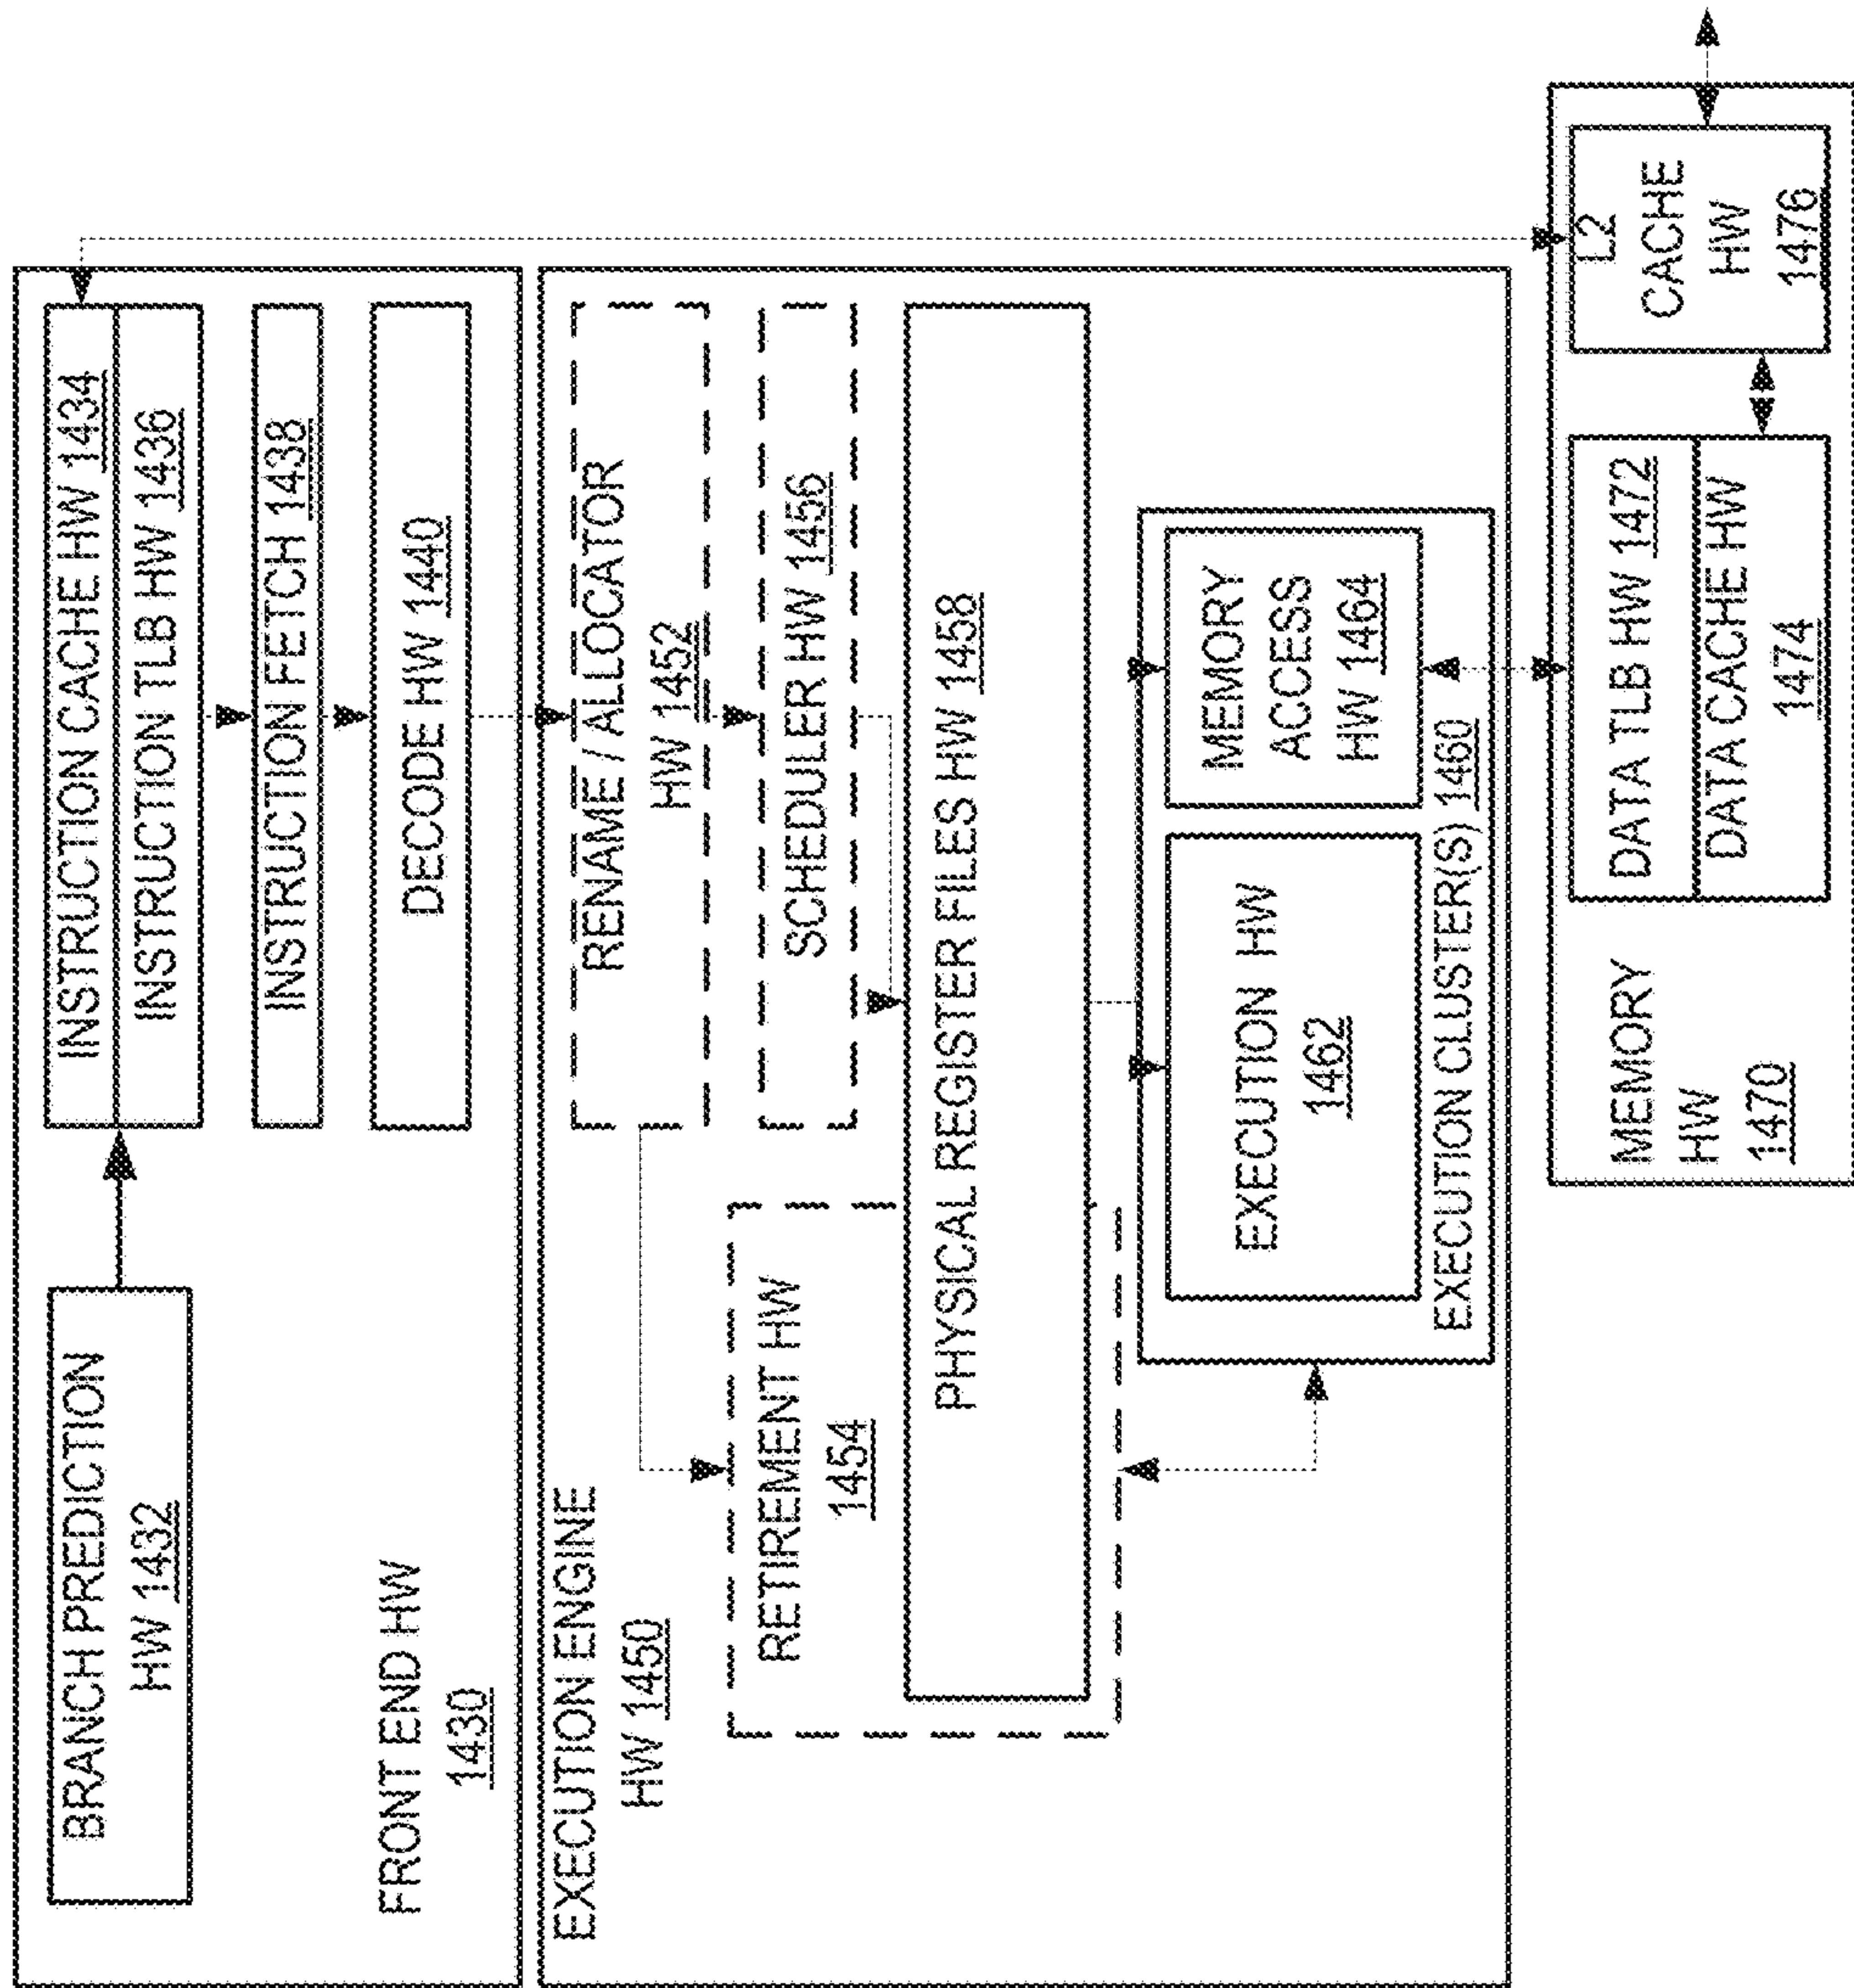 BRANCH PREDICTION
HW 1432
INSTRUCTION CACHE HW 1434
INSTRUCTION TLB HW 1436
INSTRUCTION FETCH 1438
DECODE HW 1440
FRONT END HW
1430
EXECUTION ENGINE
HW 1450
RENAME / ALLOCATOR
HW 1452
RETIREMENT HW
1454
SCHEDULER HW 1456
PHYSICAL REGISTER FILES HW 1458
EXECUTION HW
1462
MEMORY
ACCESS
HW 1464
EXECUTION CLUSTER(S) 1460
MEMORY
HW
1470
DATA TLB HW 1472
DATA CACHE HW
1474
L2
CACHE
HW
1476